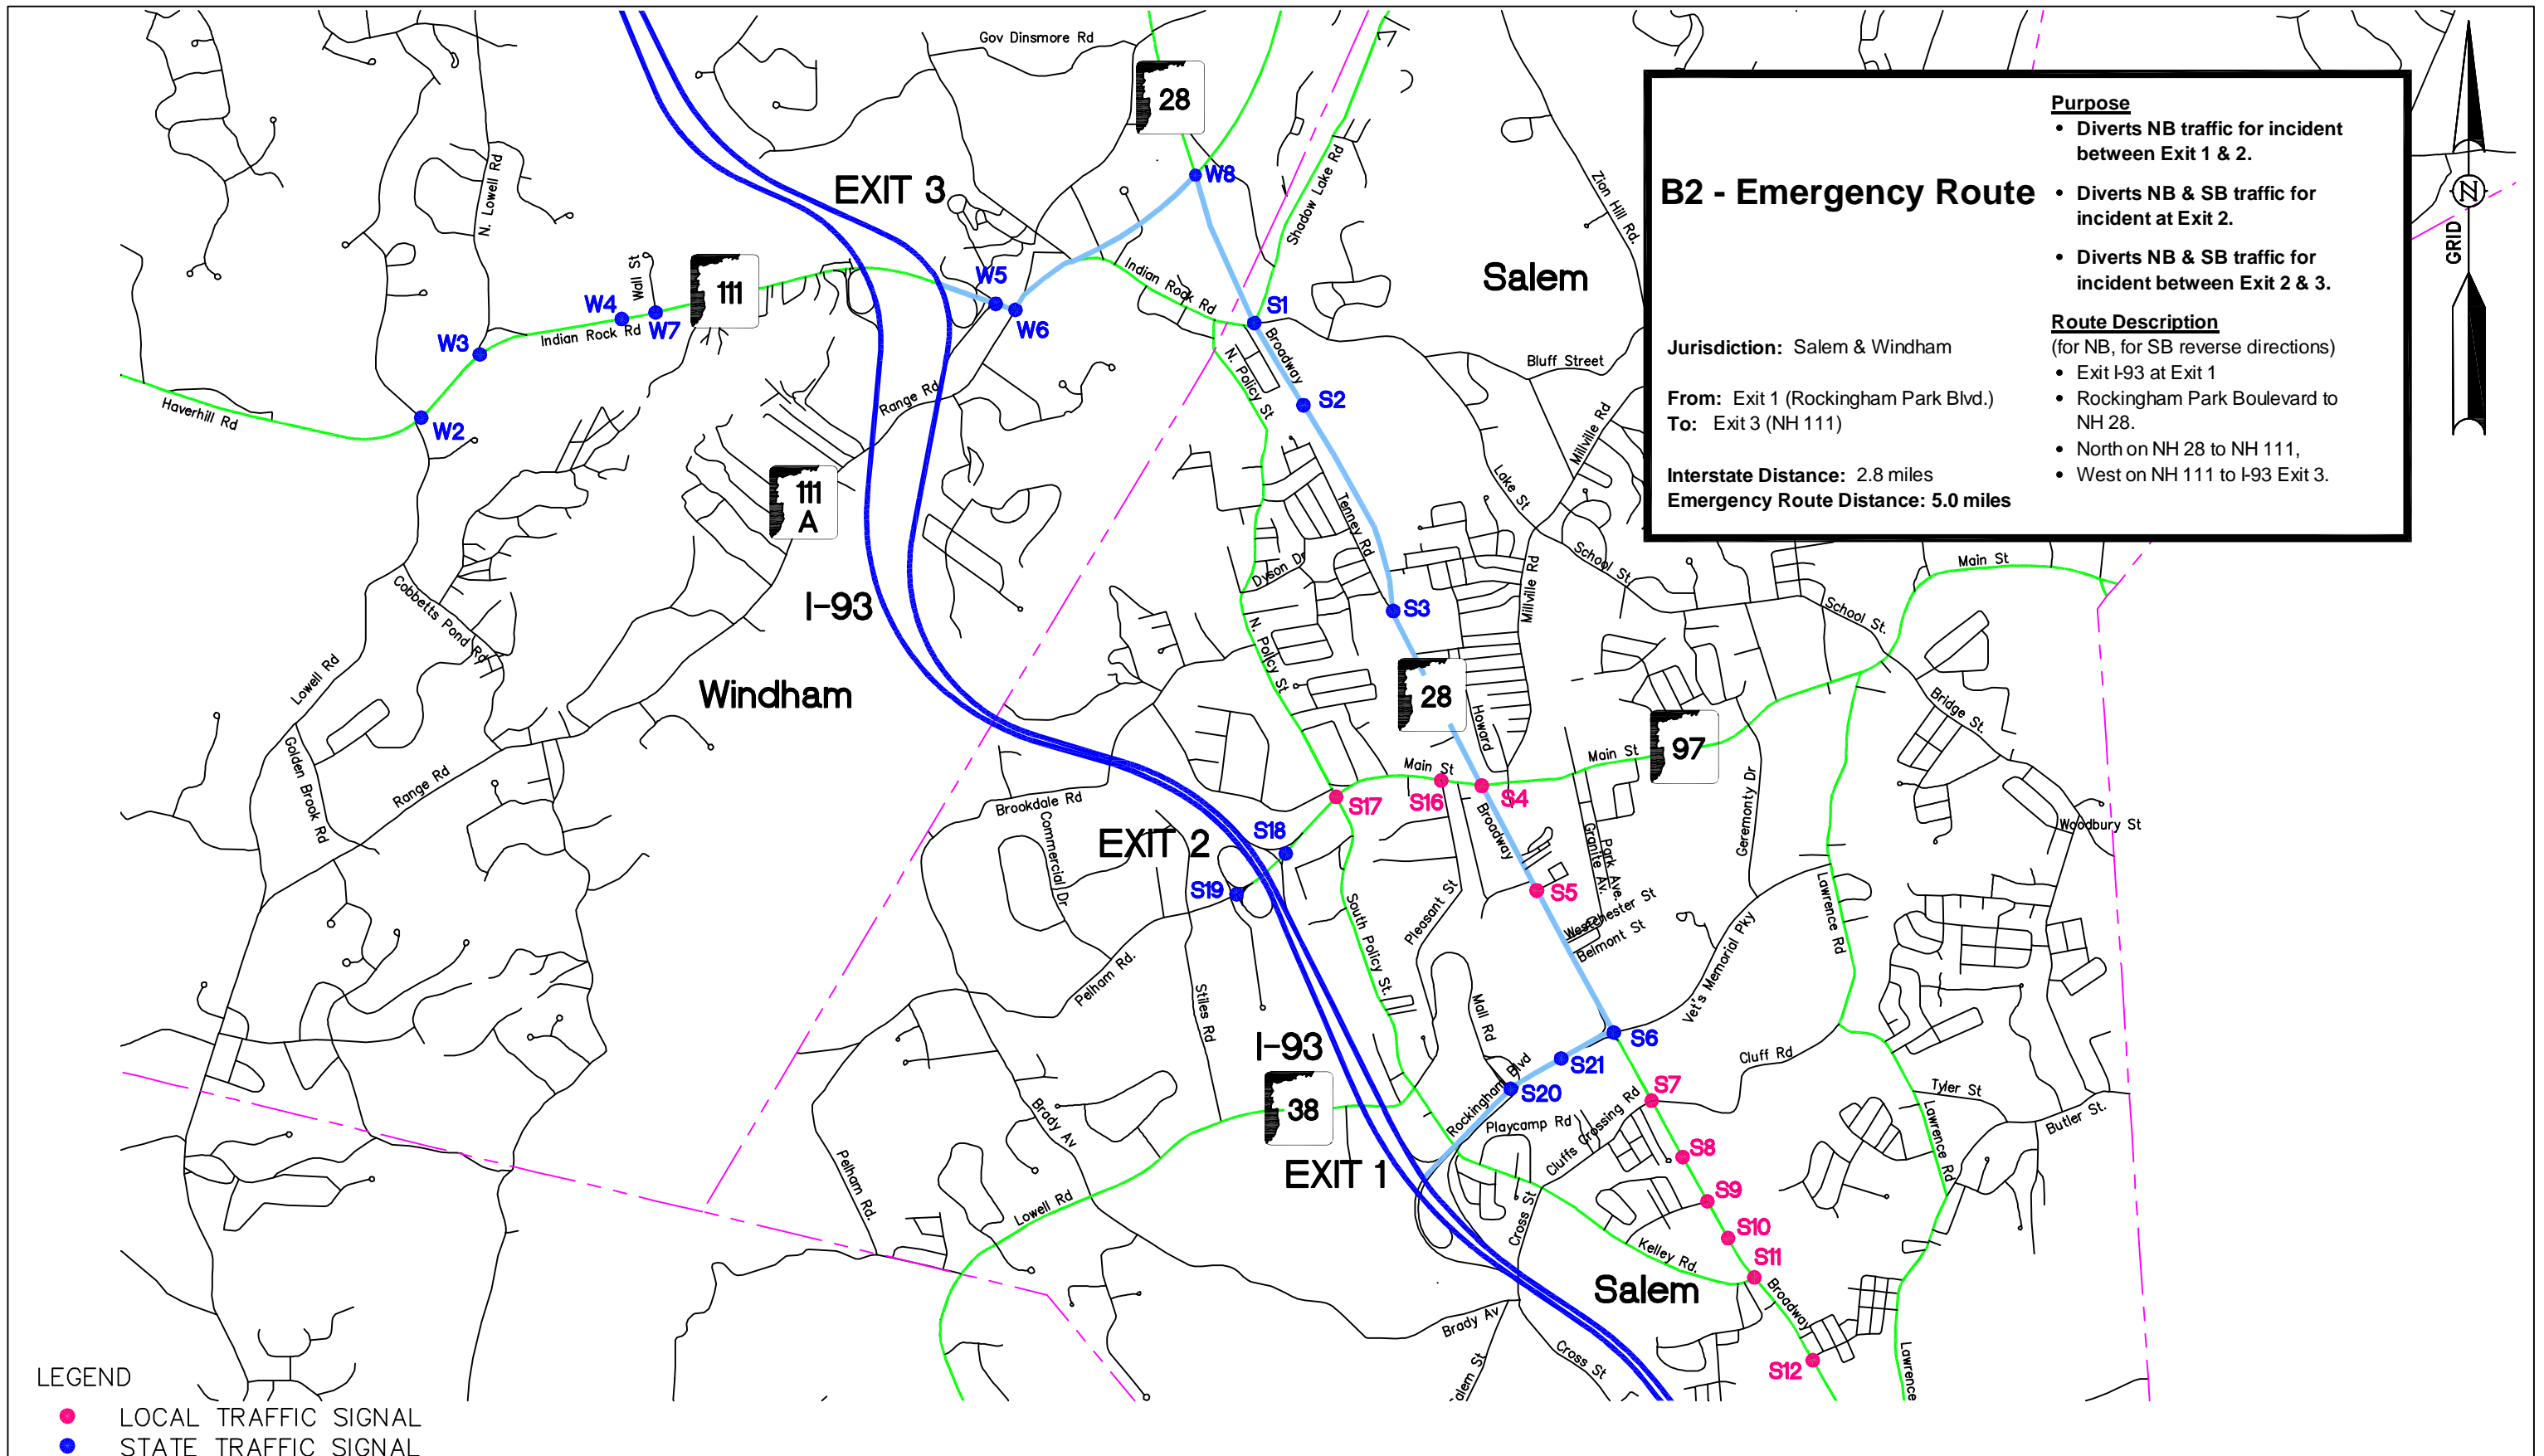 Gov Dinsmore Rd
28
W8
EXIT 3
N. Lowell Rd
Shadow Lake Rd
Zion Hill Rd.
Salem
B2 - Emergency Route
Jurisdiction: Salem & Windham
From: Exit 1 (Rockingham Park Blvd.)
To: Exit 3 (NH 111)
Interstate Distance: 2.8 miles
Emergency Route Distance: 5.0 miles
Purpose
• Diverts NB traffic for incident
between Exit 1 & 2.
• Diverts NB & SB traffic for
incident at Exit 2.
• Diverts NB & SB traffic for
incident between Exit 2 & 3.
Route Description
(for NB, for SB reverse directions)
• Exit I-93 at Exit 1
• Rockingham Park Boulevard to
NH 28.
• North on NH 28 to NH 111,
• West on NH 111 to I-93 Exit 3.
GRID
N
Wall St
111
W5
W6
W4
W7
W3
Indian Rock Rd
Indian Rock Rd
S1
Broadway
N. Policy St
S2
Bluff Street
Millville Rd
Haverhill Rd
W2
Range Rd
111
A
Lake St
Tenney Rd
Dyson Dr
School St.
Main St
Millville Rd
I-93
S3
School St.
Cobbetts Pond Rd
Lowell Rd
N. Policy St
Windham
28
Howard
97
Bridge St.
Golden Brook Rd
Range Rd
Main St
Main St
S17
S16
S4
Geremonty Dr
Brookdale Rd
Commercial Dr
EXIT 2
S18
S19
Broadway
Granite Av.
Park Ave.
Woodbury St
S5
Lawrence Rd
Pleasant St
South Policy St.
Westchester St
Belmont St
Vet's Memorial Pky
Pelham Rd.
Stiles Rd
Mall Rd
S6
I-93
S21
Cluff Rd
38
S20
Rockingham Blvd
S7
Playcamp Rd
Cluffs Crossing Rd
Tyler St
Butler St.
Lawrence Rd
Brady Av
Pelham Rd.
EXIT 1
S8
Lowell Rd
Cross St
S9
S10
Kelley Rd.
S11
Salem
Broadway
Brady Av
Cross St
alem St
S12
Lawrence
LEGEND
LOCAL TRAFFIC SIGNAL
STATE TRAFFIC SIGNAL